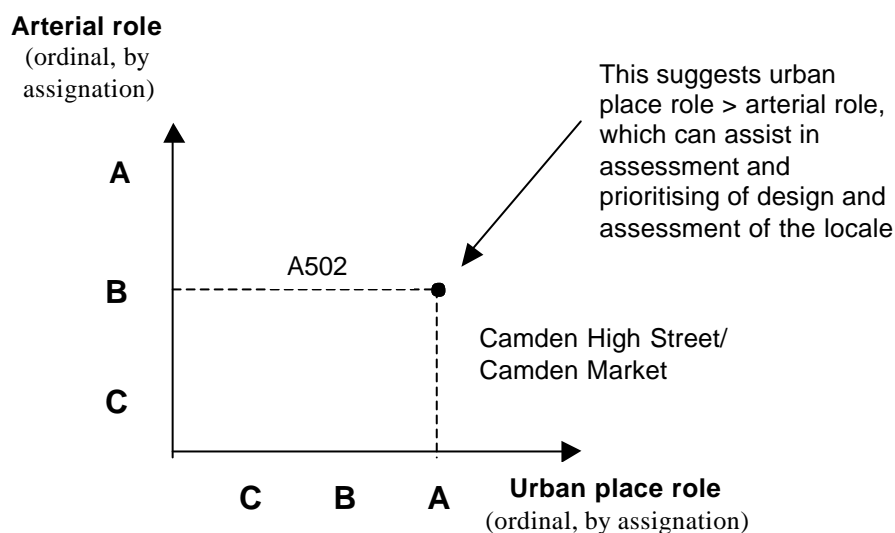 Arterial role
(ordinal, by
assignation)
This suggests urban
place role > arterial role,
which can assist in
assessment and
prioritising of design and
assessment of the locale
A
A502
B
Camden High Street/
Camden Market
C
C B A
Urban place role
(ordinal, by assignation)